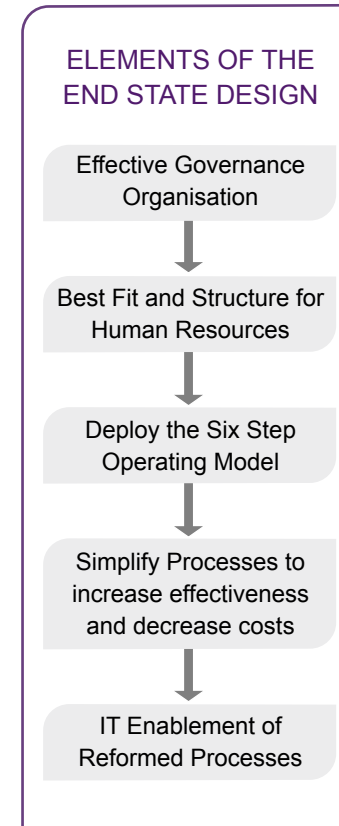 ELEMENTS OF THE
END STATE DESIGN
Effective Governance
Organisation
Best Fit and Structure for
Human Resources
Deploy the Six Step
Operating Model
Simplify Processes to
increase effectiveness
and decrease costs
IT Enablement of
Reformed Processes